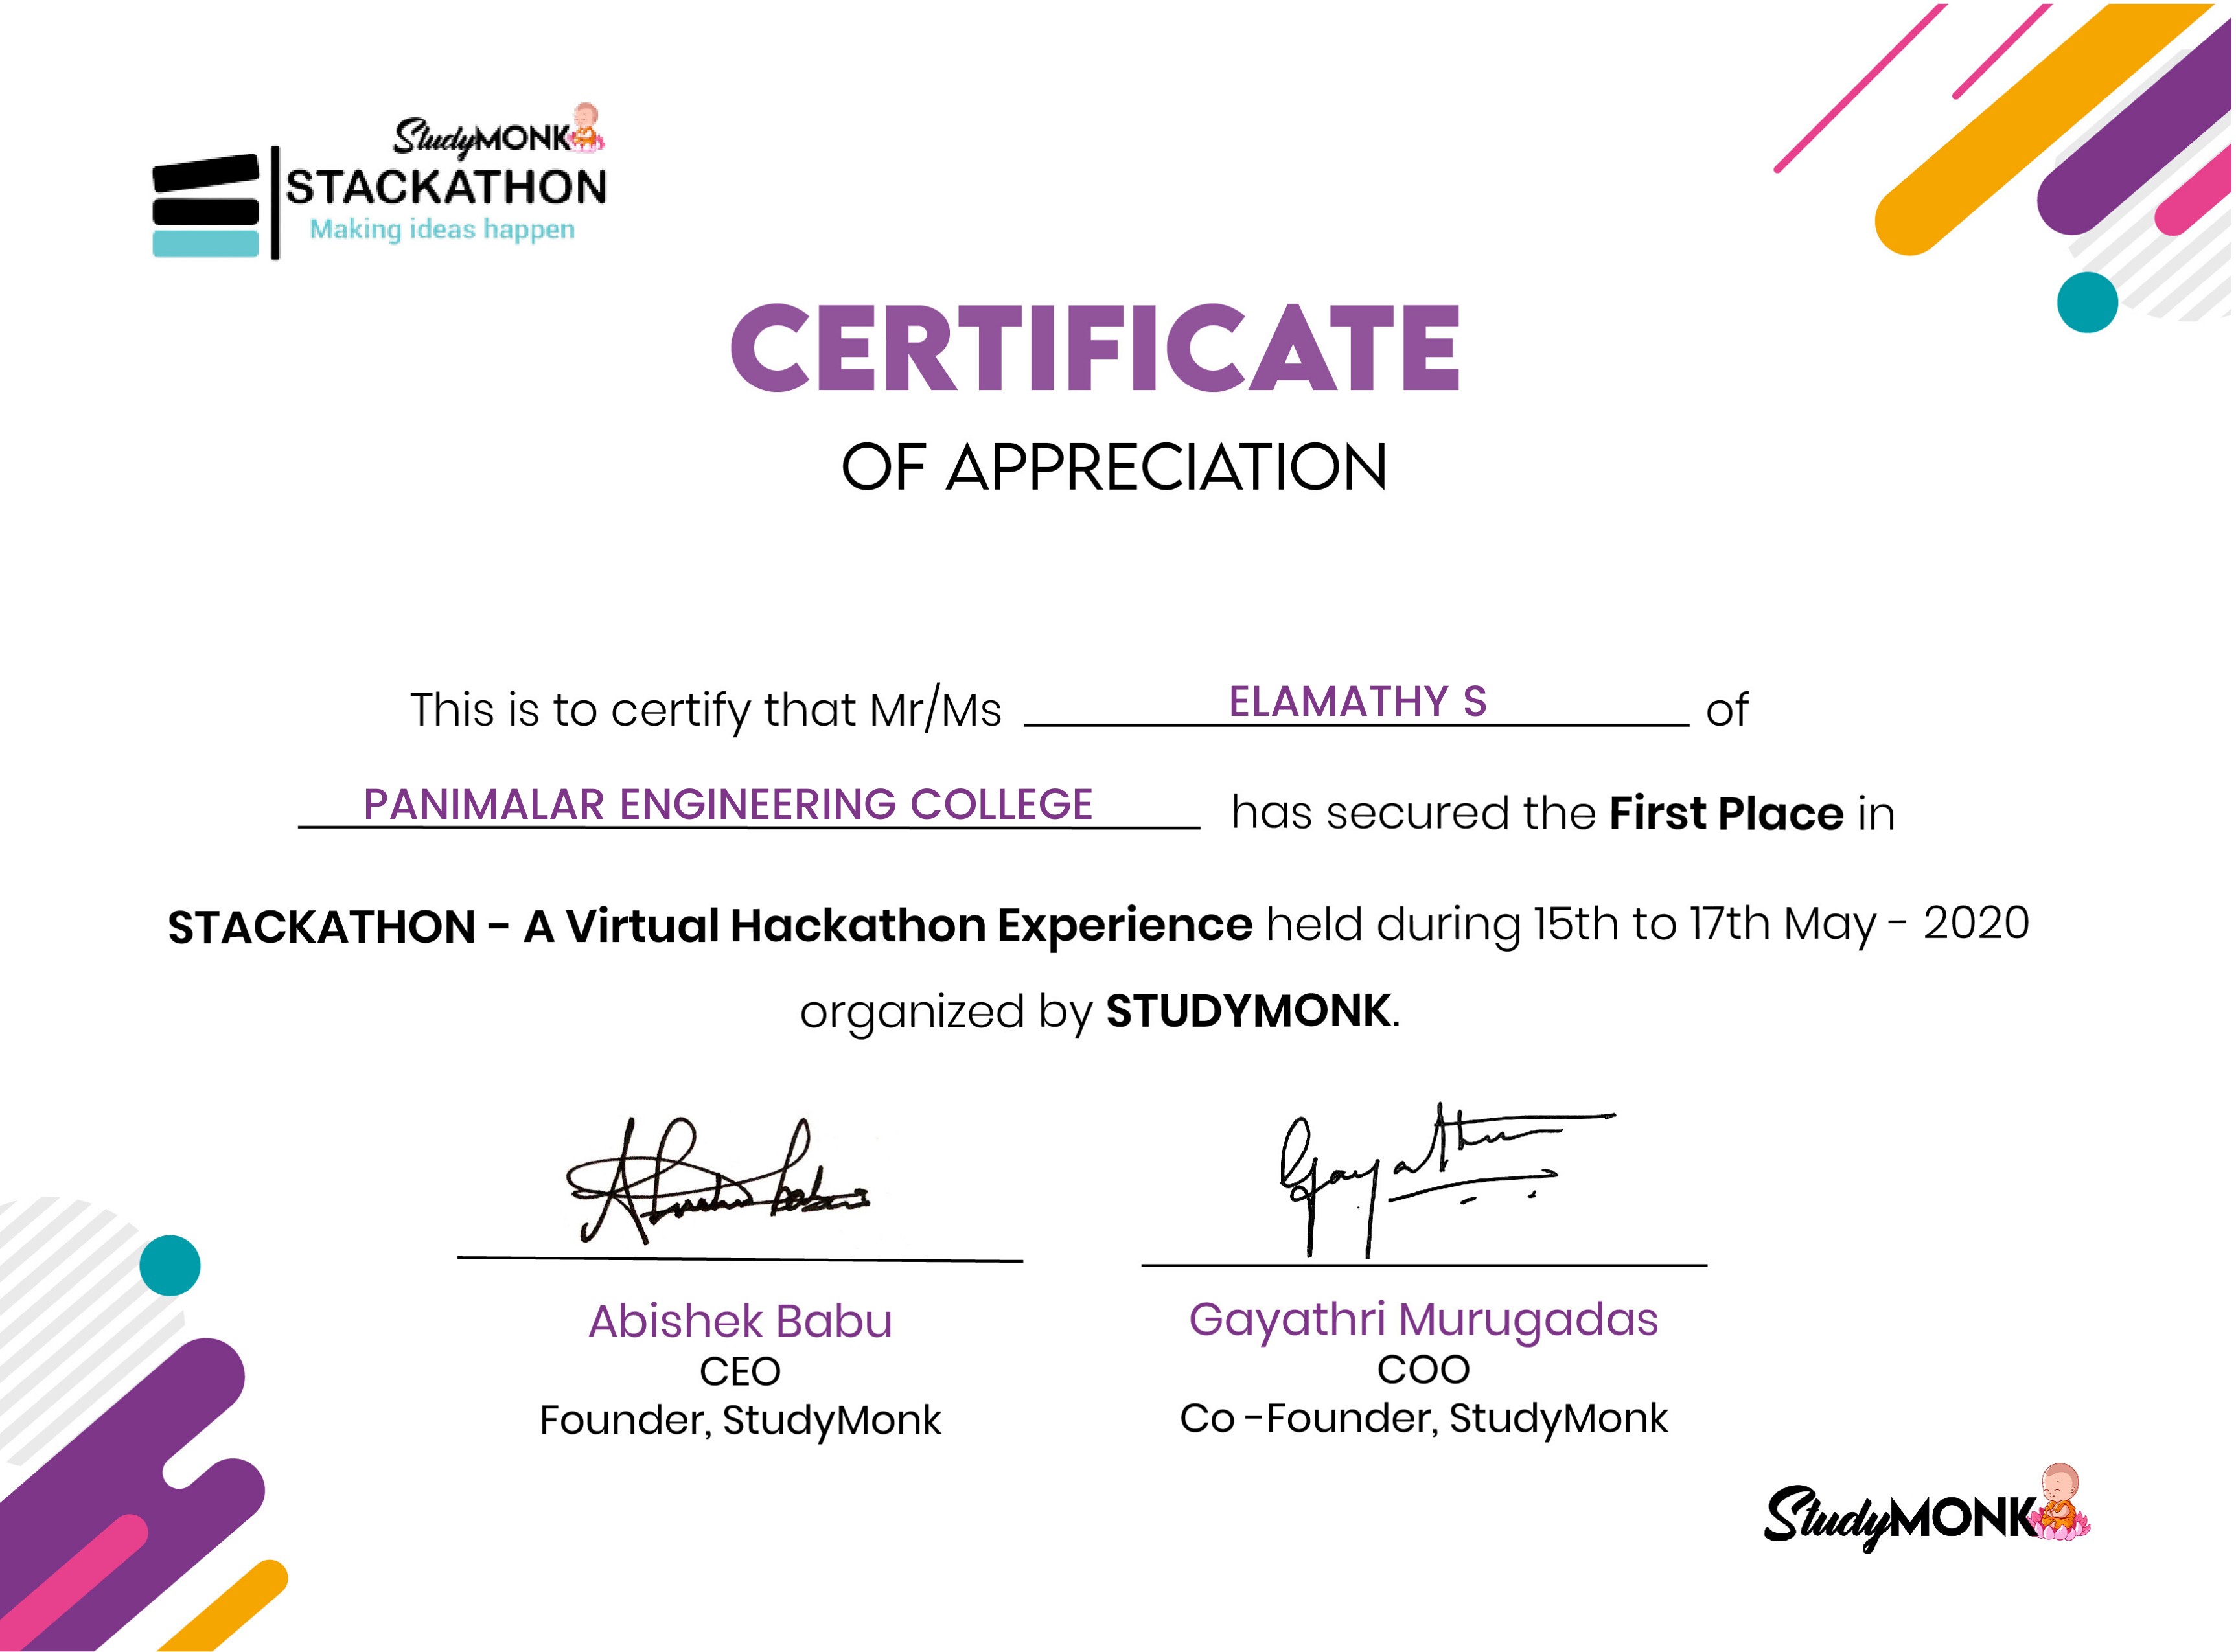 StudyMONK
STACKATHON
Making ideas happen
CERTIFICATE
OF APPRECIATION
This is to certify that Mr/Ms ELAMATHY S of
PANIMALAR ENGINEERING COLLEGE has secured the First Place in
STACKATHON - A Virtual Hackathon Experience held during 15th to 17th May - 2020
organized by STUDYMONK.
Abishek Babu
CEO
Founder, StudyMonk
Gayathri Murugadas
COO
Co -Founder, StudyMonk
StudyMONK